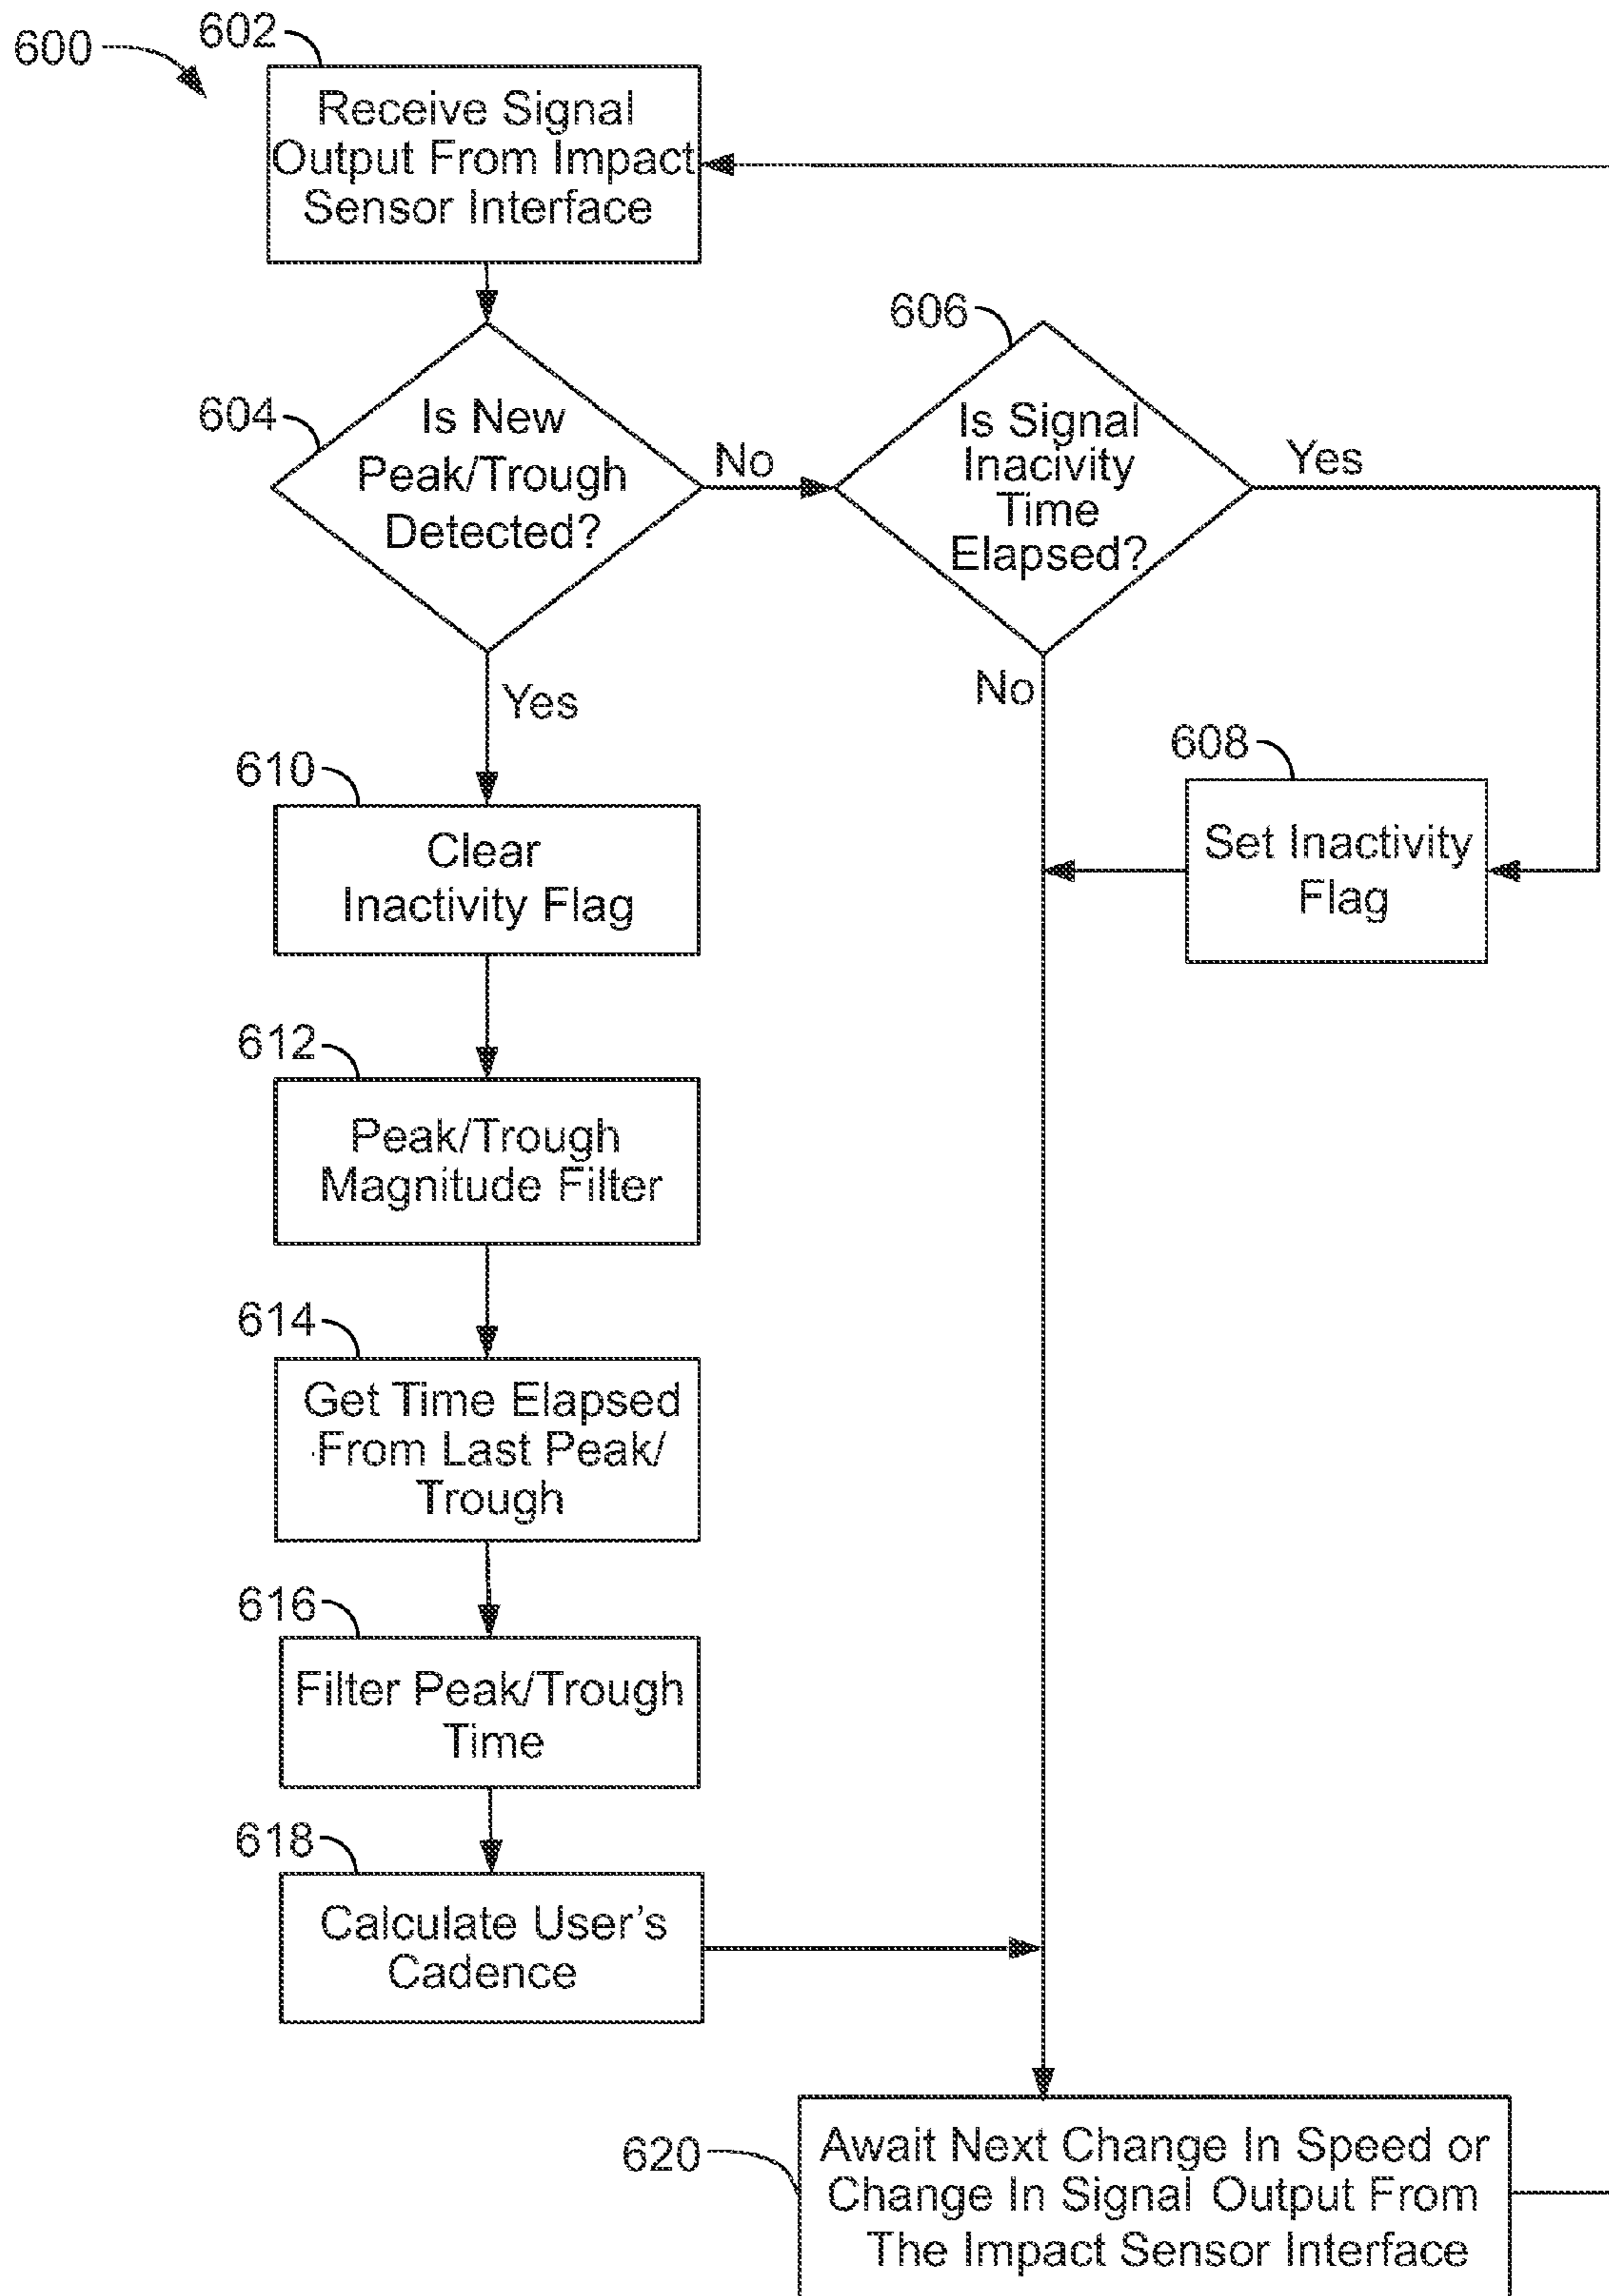 600
602
Receive Signal
Output From Impact
Sensor Interface
604
Is New
Peak/Trough
Detected?
No
606
Is Signal
Inacivity
Time
Elapsed?
Yes
Yes
No
608
Set Inactivity
Flag
610
Clear
Inactivity Flag
612
Peak/Trough
Magnitude Filter
614
Get Time Elapsed
From Last Peak/
Trough
616
Filter Peak/Trough
Time
618
Calculate User's
Cadence
620
Await Next Change In Speed or
Change In Signal Output From
The Impact Sensor Interface